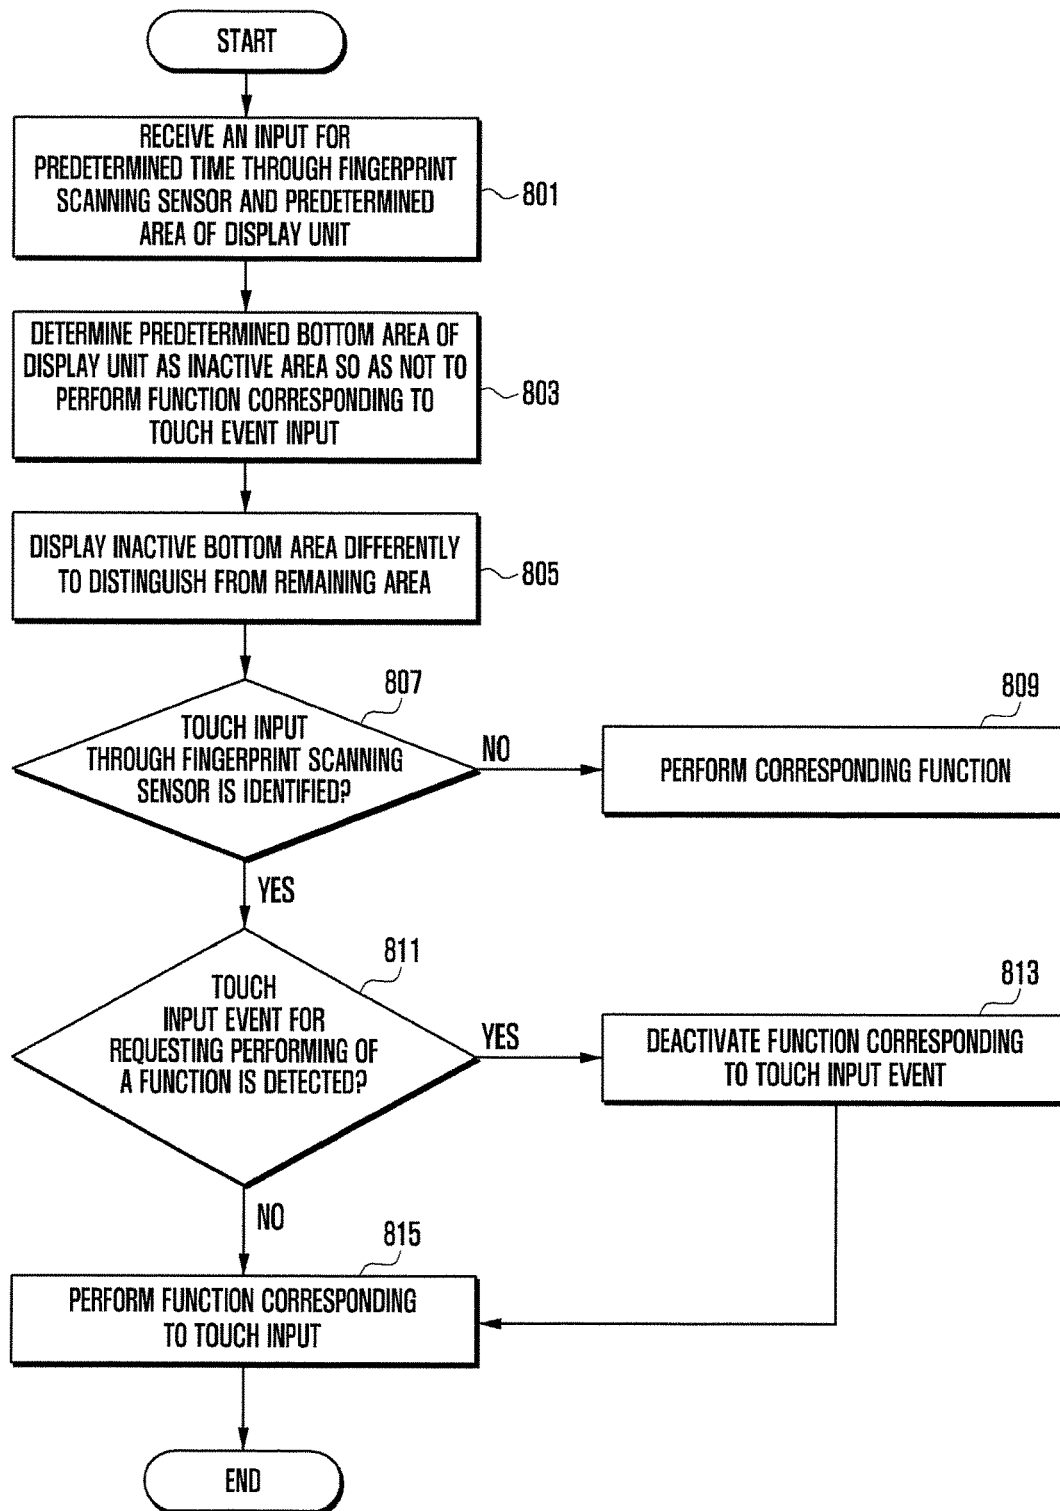 START
RECEIVE AN INPUT FOR
PREDETERMINED TIME THROUGH FINGERPRINT
SCANNING SENSOR AND PREDETERMINED
AREA OF DISPLAY UNIT
801
DETERMINE PREDETERMINED BOTTOM AREA OF
DISPLAY UNIT AS INACTIVE AREA SO AS NOT TO
PERFORM FUNCTION CORRESPONDING TO
TOUCH EVENT INPUT
803
DISPLAY INACTIVE BOTTOM AREA DIFFERENTLY
TO DISTINGUISH FROM REMAINING AREA
805
807
TOUCH INPUT
THROUGH FINGERPRINT SCANNING
SENSOR IS IDENTIFIED?
NO
809
PERFORM CORRESPONDING FUNCTION
YES
811
TOUCH
INPUT EVENT FOR
REQUESTING PERFORMING OF
A FUNCTION IS DETECTED?
YES
813
DEACTIVATE FUNCTION CORRESPONDING
TO TOUCH INPUT EVENT
NO
815
PERFORM FUNCTION CORRESPONDING
TO TOUCH INPUT
END